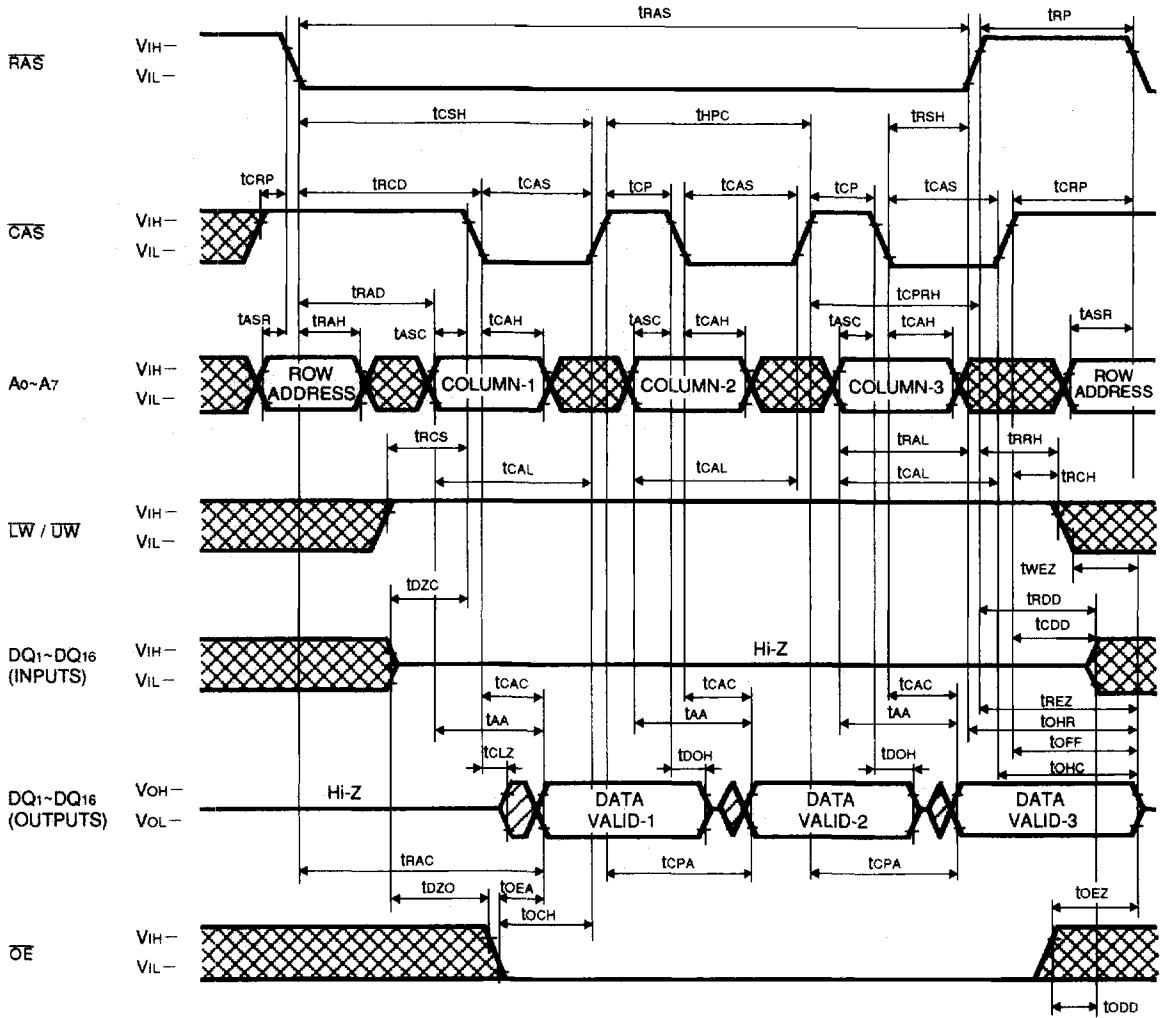 tRAS
tRP
RAS
VIH
VIL
tCSH
tHPC
tRSH
tCRP
tRCD
tCAS
tCP
tCAS
tCP
tCAS
tCRP
CAS
VIH
VIL
tRAD
tCPRH
tASR
tRAH
tASC
tCAH
tASC
tCAH
tASC
tCAH
tASR
A0~A7
VIH
VIL
ROW
ADDRESS
COLUMN-1
COLUMN-2
COLUMN-3
ROW
ADDRESS
tRCS
tRAL
tRRH
tCAL
tCAL
tCAL
tRCH
LW / UW
VIH
VIL
tWEZ
tDZC
tRDD
tCDD
DQ1~DQ16
(INPUTS)
VIH
VIL
Hi-Z
tCAC
tCAC
tCAC
tREZ
tAA
tAA
tAA
tOHR
tCLZ
tDOH
tDOH
tOFF
tOHC
DQ1~DQ16
(OUTPUTS)
VOH
VOL
Hi-Z
DATA
VALID-1
DATA
VALID-2
DATA
VALID-3
tRAC
tCPA
tCPA
tDZO
tOEA
tOEZ
tOCH
OE
VIH
VIL
tODD